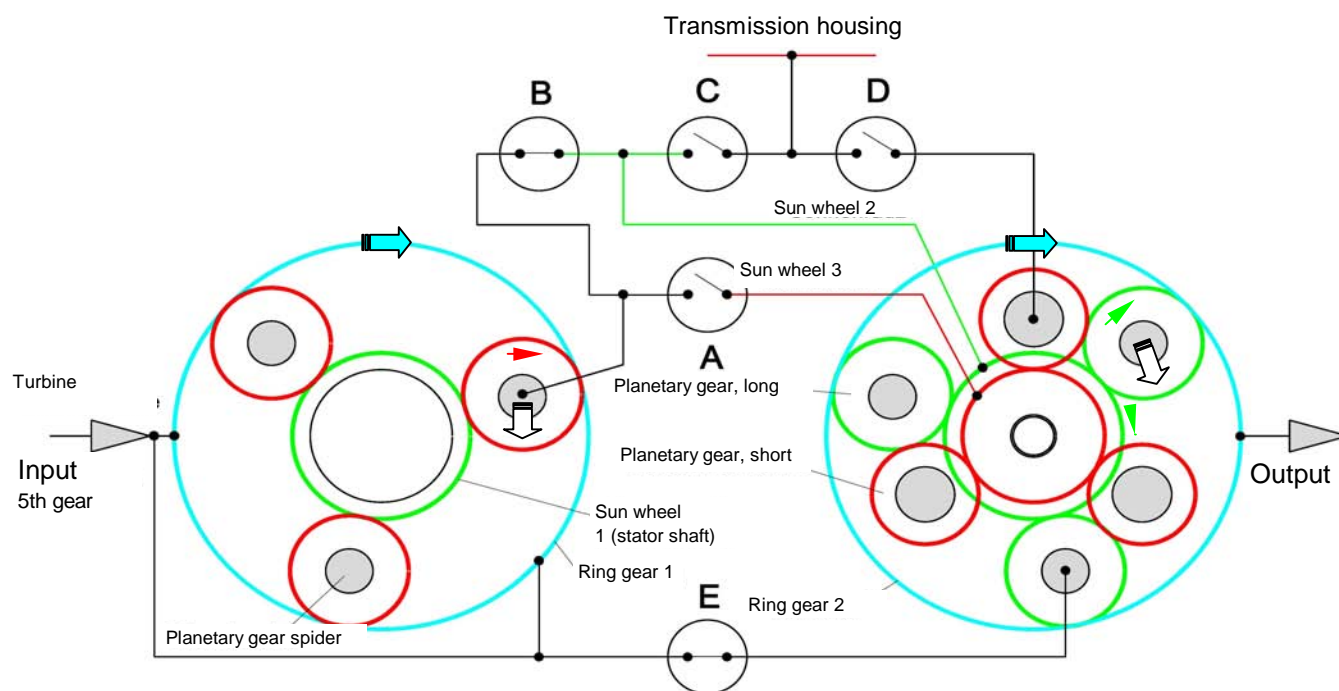 Transmission housing
B
C
D
Sun wheel 2
Sun wheel 3
A
Turbine
Planetary gear, long
Planetary gear, short
Input
5th gear
Output
Sun wheel
1 (stator shaft)
Ring gear 1
Ring gear 2
E
Planetary gear spider